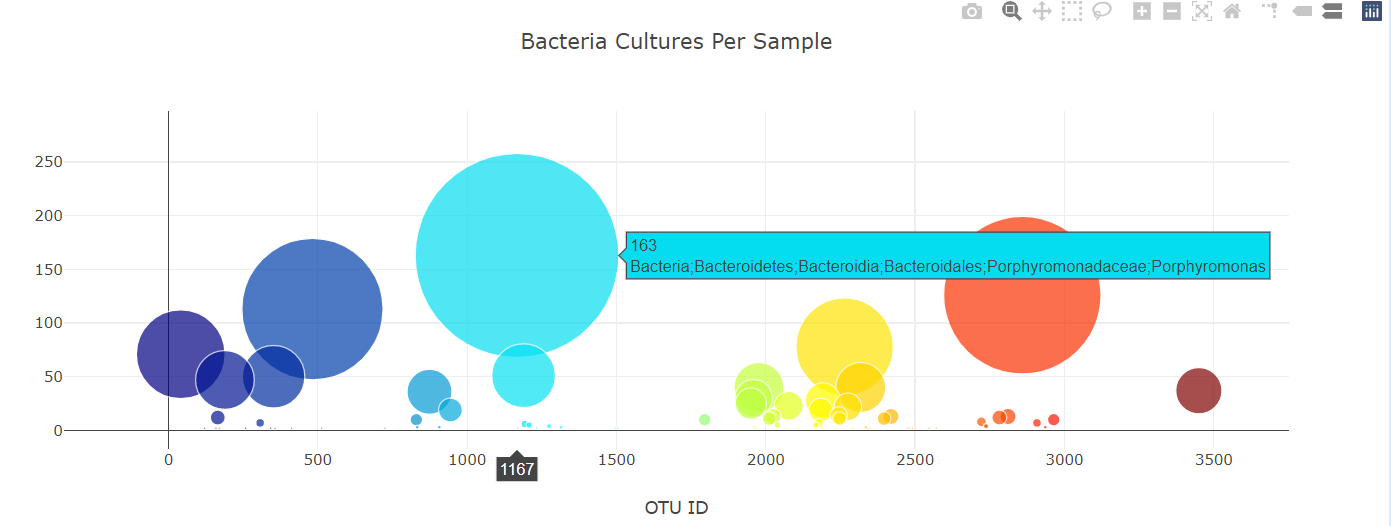 Bacteria Cultures Per Sample
250
200
163
Bacteria;Bacteroidetes;Bacteroidia;Bacteroidales;Porphyromonadaceae;Porphyromonas
150
100
50
0
0 500 1000 1500 2000 2500 3000 3500
1167
OTU ID